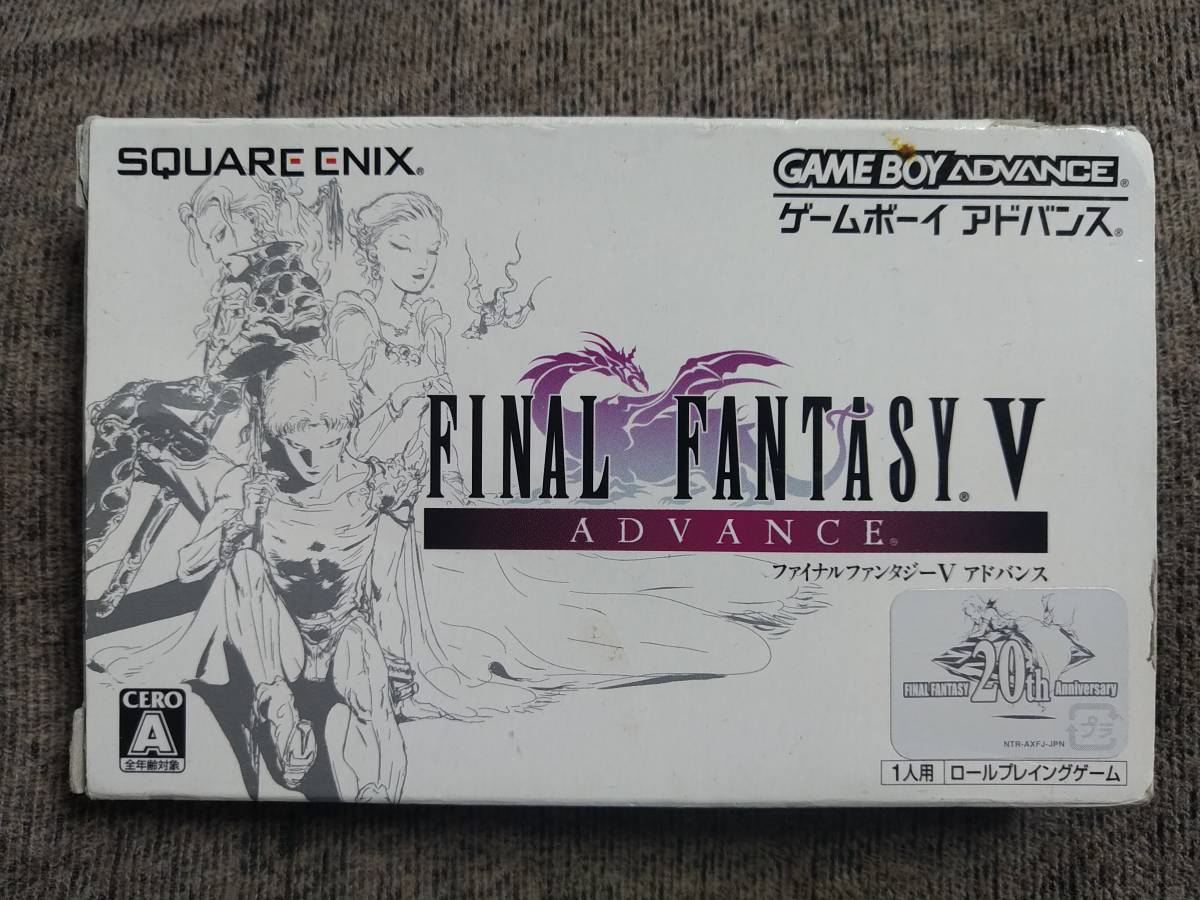 SQUARE ENIX®
GAME BOY ADVANCE®
ゲームボーイ アドバンス®
FINAL FANTASY® V
ADVANCE®
ファイナルファンタジーV アドバンス
20th
FINAL FANTASY Anniversary
プラ
NTR-AXFJ-JPN
CERO
A
全年齢対象
1人用 ロールプレイングゲーム